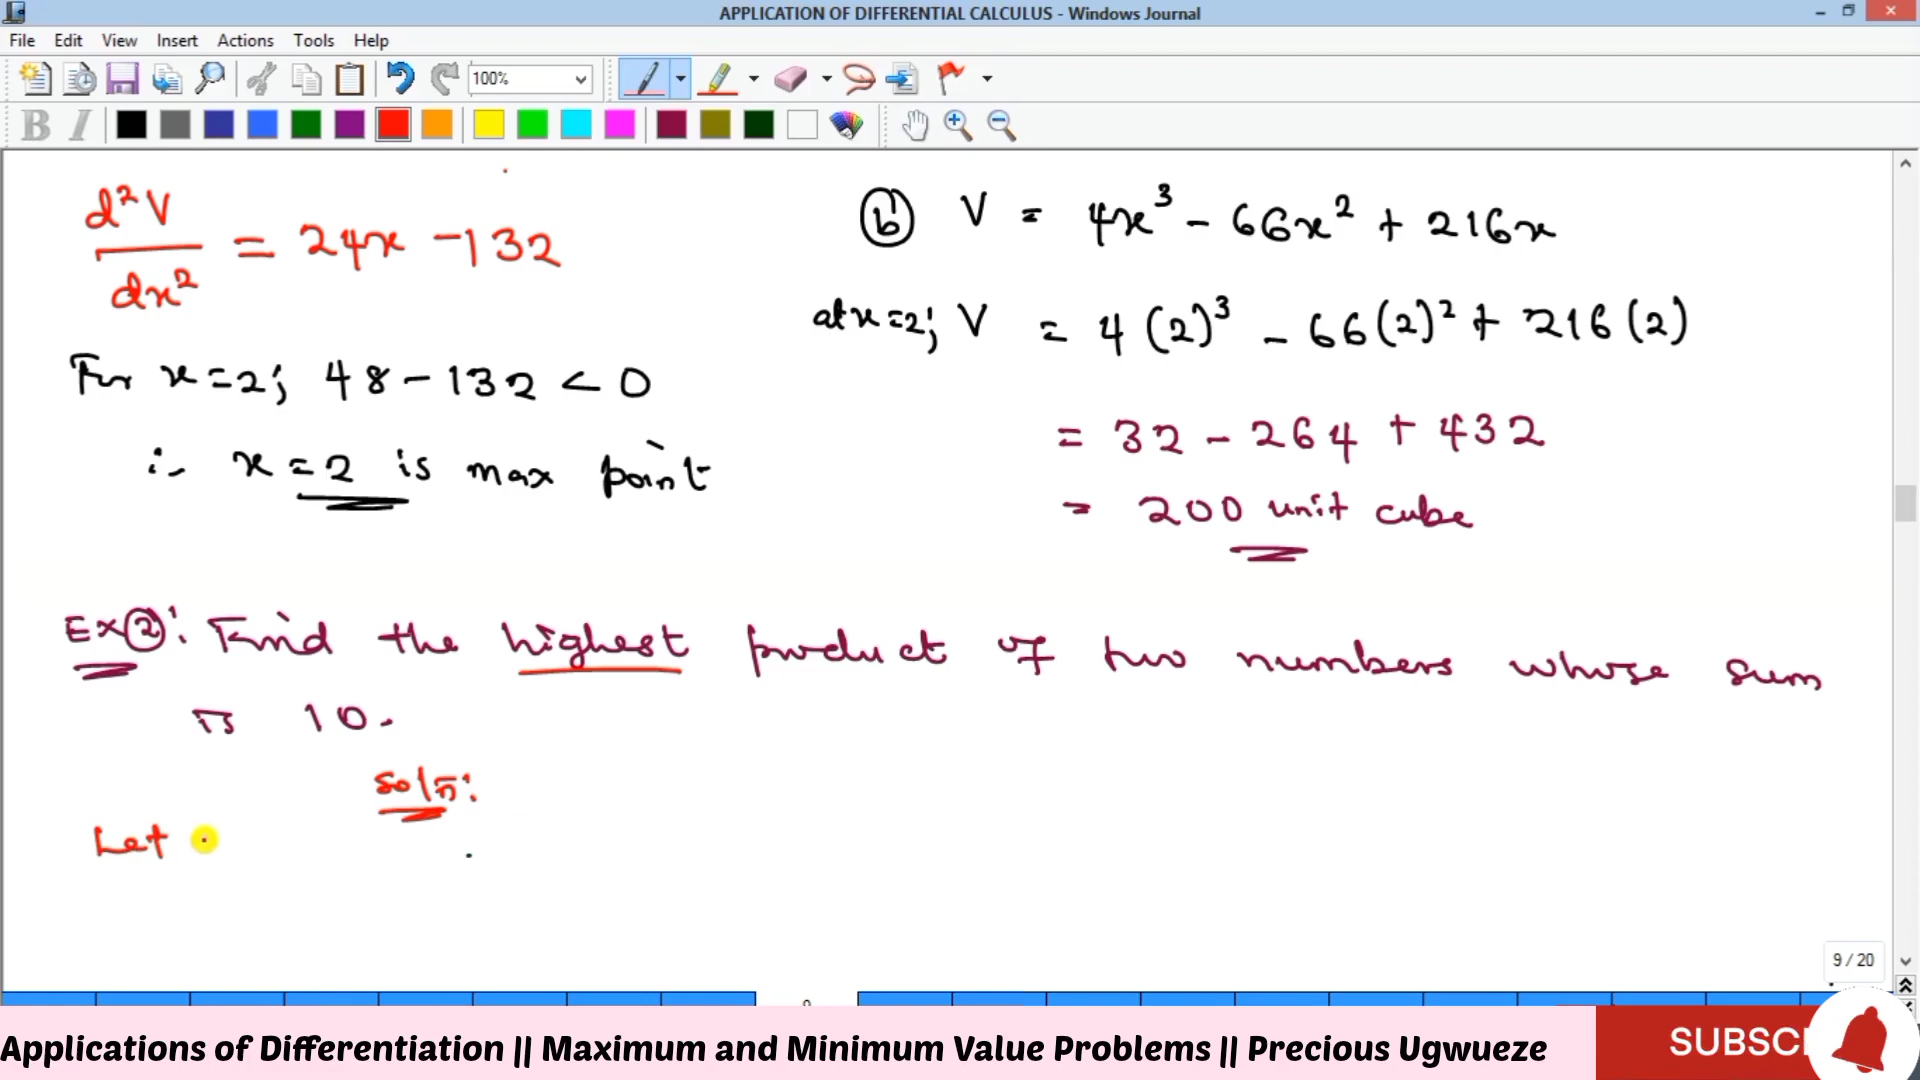 APPLICATION OF DIFFERENTIAL CALCULUS - Windows Journal
File Edit View Insert Actions Tools Help
100%
B I
d²V/dx² = 24x - 132
For x=2; 48 - 132 < 0
∴ x = 2 is max point
(b) V = 4x³ - 66x² + 216x
at x=2; V = 4(2)³ - 66(2)² + 216(2)
= 32 - 264 + 432
= 200 unit cube
Ex②: Find the highest product of two numbers whose sum
is 10.
Soln:
Let
9 / 20
Applications of Differentiation || Maximum and Minimum Value Problems || Precious Ugwueze
SUBSCI